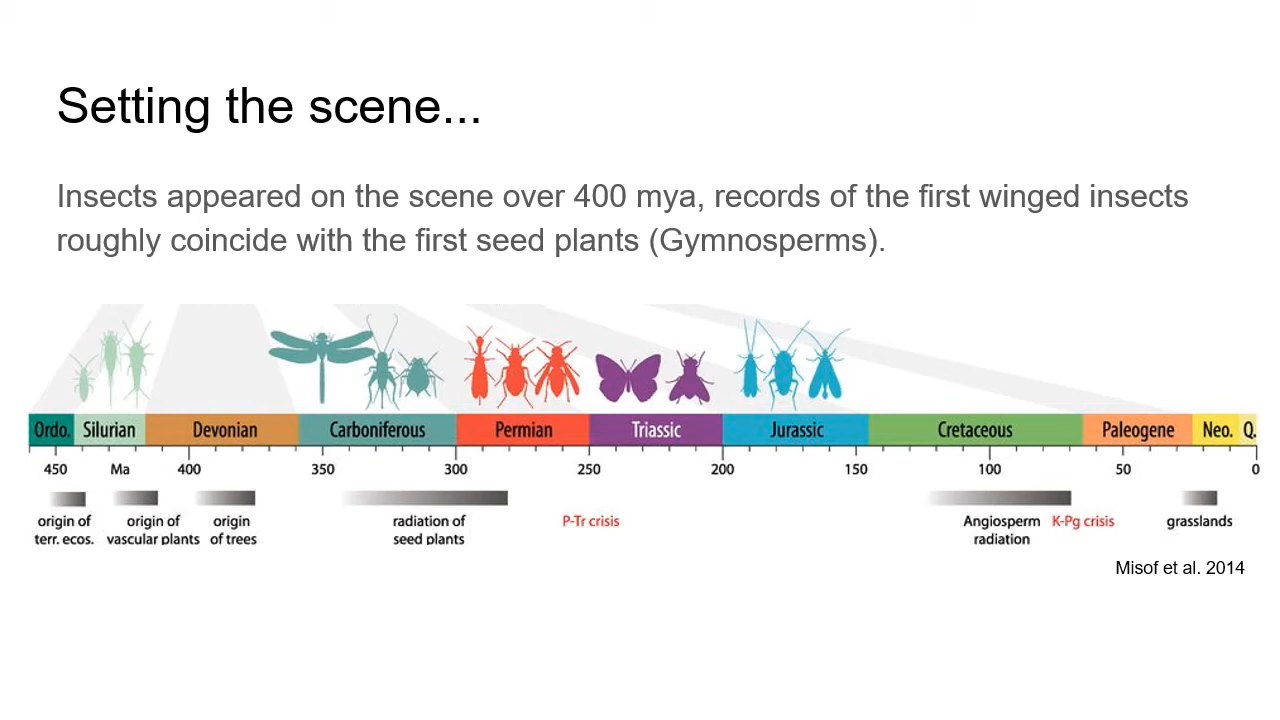 Setting the scene...
Insects appeared on the scene over 400 mya, records of the first winged insects
roughly coincide with the first seed plants (Gymnosperms).
Ordo. Silurian Devonian Carboniferous Permian Triassic Jurassic Cretaceous Paleogene Neo. Q.
450 Ma 400 350 300 250 200 150 100 50 0
origin of origin of origin radiation of P-Tr crisis Angiosperm K-Pg crisis grasslands
terr. ecos. vascular plants of trees seed plants radiation
Misof et al. 2014